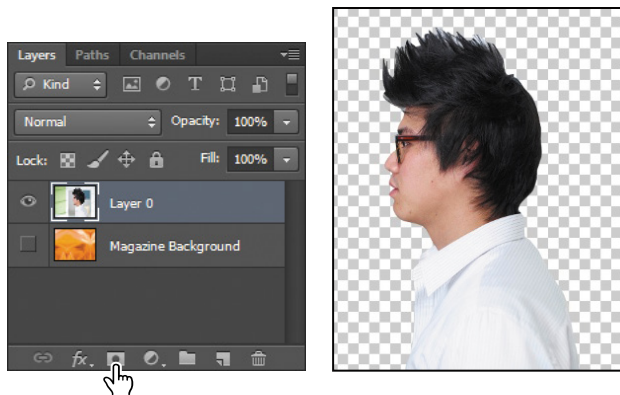 Layers Paths Channels
Kind T
Normal Opacity: 100%
Lock: Fill: 100%
Layer 0
Magazine Background
fx